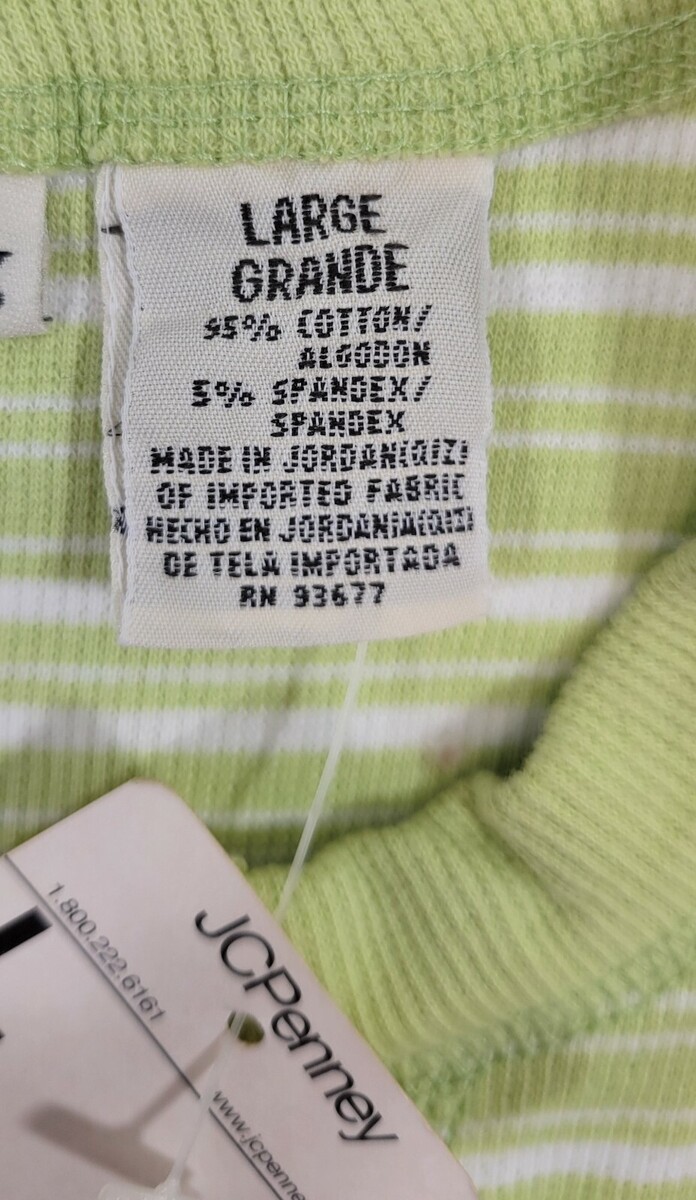 LARGE
GRANDE
95% COTTON/
ALGODON
5% SPANDEX/
SPANDEX
MADE IN JORDAN(QIZ)
OF IMPORTED FABRIC
HECHO EN JORDANIA(QIZ)
DE TELA IMPORTADA
RN 93677
1.800.222.6161
JCPenney
www.jcpenne